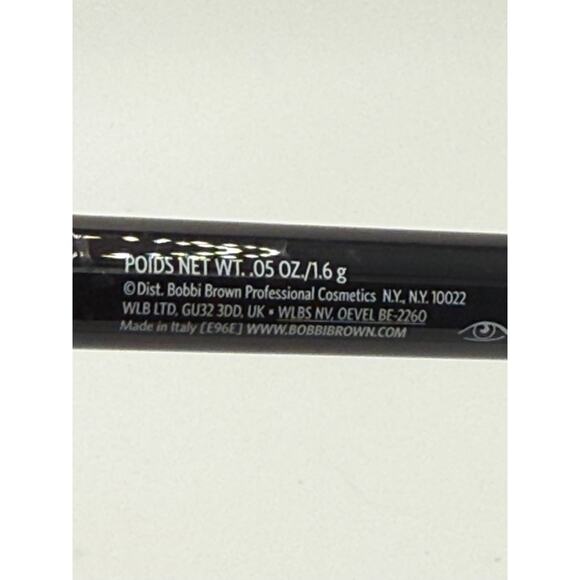 POIDS NET WT. .05 OZ./1.6 g
© Dist. Bobbi Brown Professional Cosmetics N.Y., N.Y. 10022
WLB LTD, GU32 3DD, UK • WLBS NV, OEVEL BE-2260
Made in Italy [E96E] WWW.BOBBIBROWN.COM